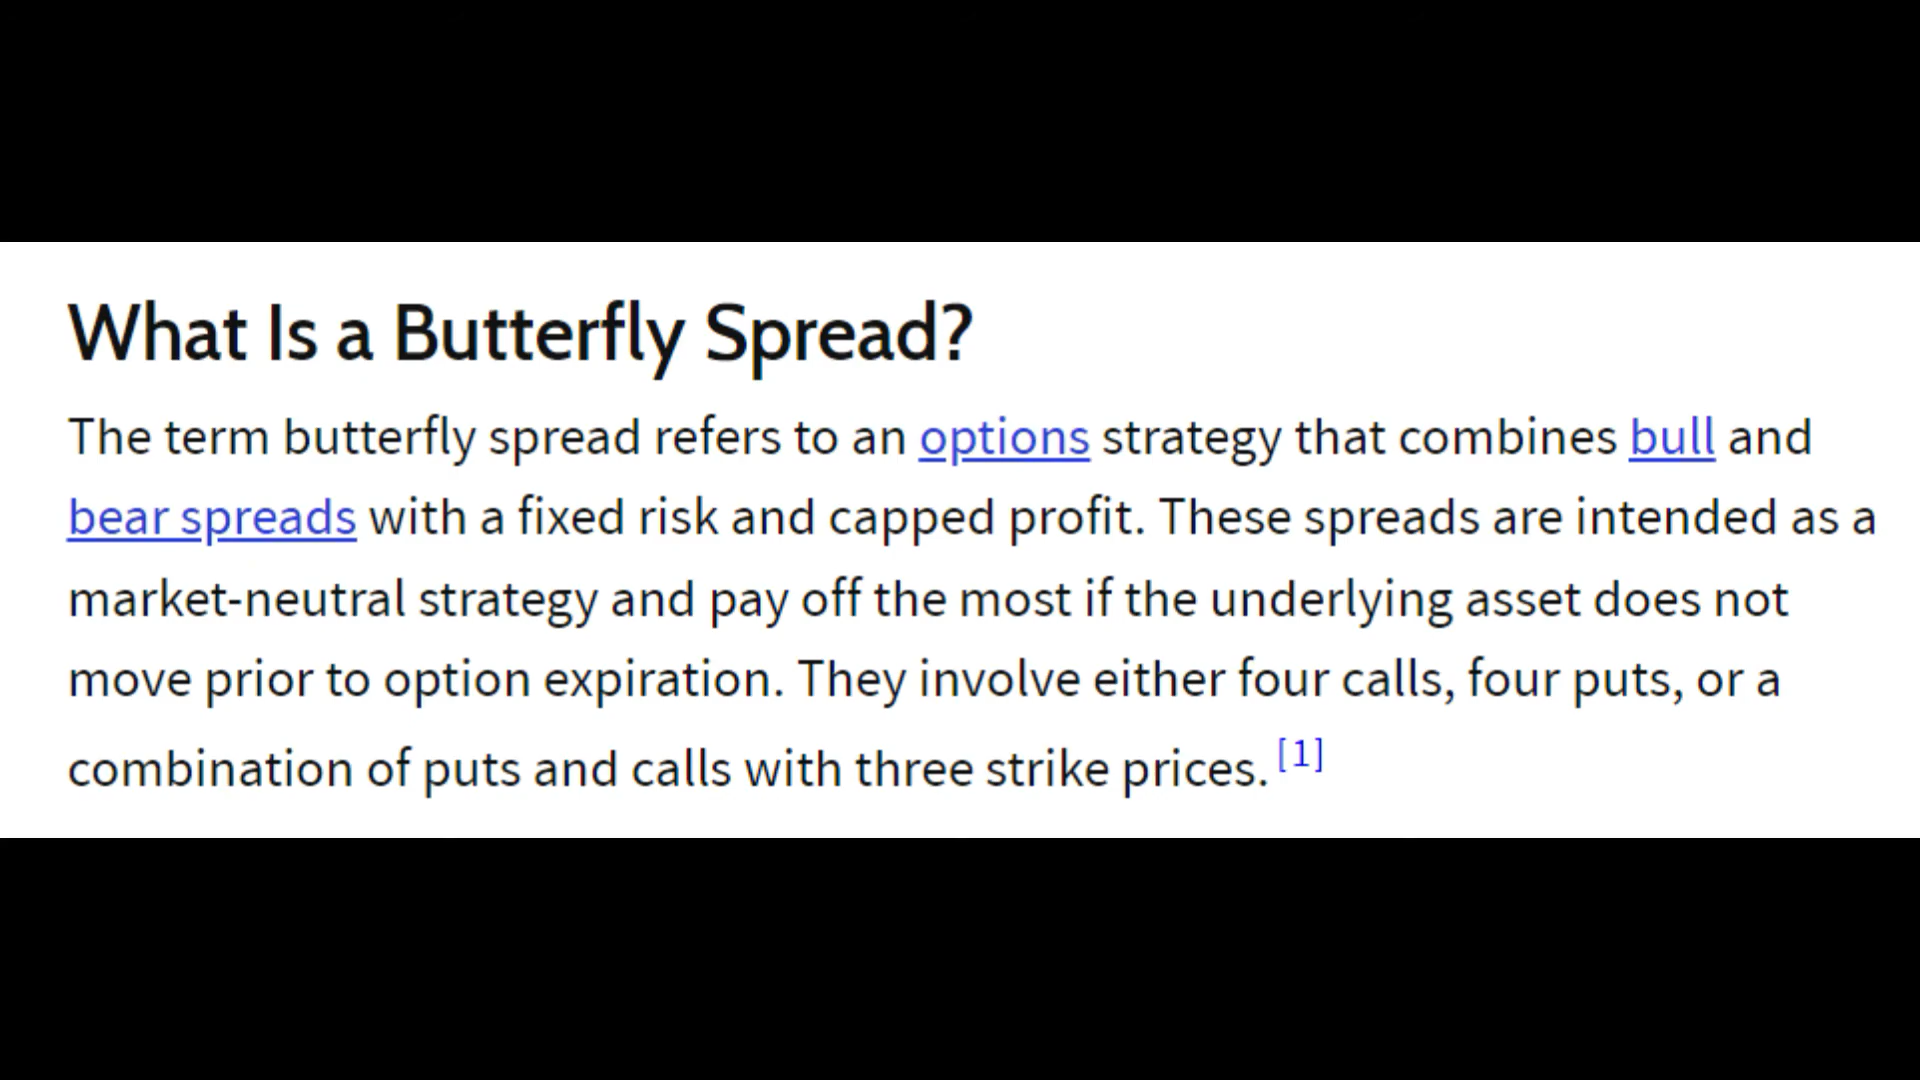 What Is a Butterfly Spread?
The term butterfly spread refers to an options strategy that combines bull and
bear spreads with a fixed risk and capped profit. These spreads are intended as a
market-neutral strategy and pay off the most if the underlying asset does not
move prior to option expiration. They involve either four calls, four puts, or a
combination of puts and calls with three strike prices. [1]